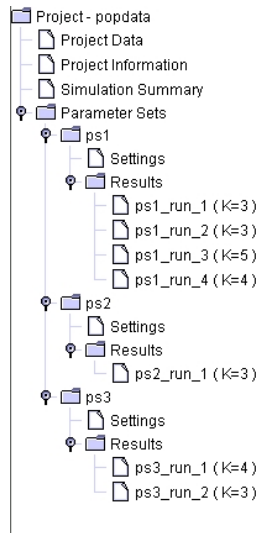 Project - popdata
Project Data
Project Information
Simulation Summary
Parameter Sets
ps1
Settings
Results
ps1_run_1 ( K=3 )
ps1_run_2 ( K=3 )
ps1_run_3 ( K=5 )
ps1_run_4 ( K=4 )
ps2
Settings
Results
ps2_run_1 ( K=3 )
ps3
Settings
Results
ps3_run_1 ( K=4 )
ps3_run_2 ( K=3 )